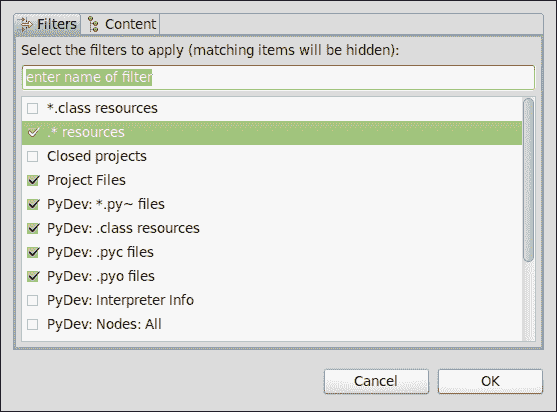 Filters Content
Select the filters to apply (matching items will be hidden):
enter name of filter
*.class resources
.* resources
Closed projects
Project Files
PyDev: *.py~ files
PyDev: .class resources
PyDev: .pyc files
PyDev: .pyo files
PyDev: Interpreter Info
PyDev: Nodes: All
Cancel OK